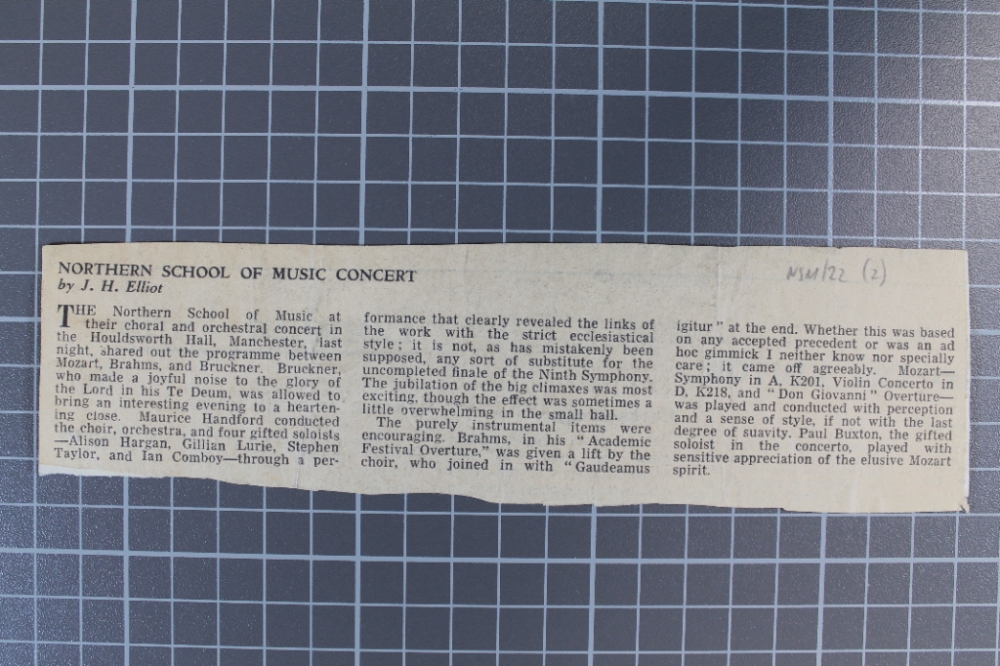 NORTHERN SCHOOL OF MUSIC CONCERT
by J. H. Elliot
NSM/22 (2)
THE Northern School of Music at
their choral and orchestral concert in
the Houldsworth Hall, Manchester, last
night, shared out the programme between
Mozart, Brahms, and Bruckner. Bruckner,
who made a joyful noise to the glory of
the Lord in his Te Deum, was allowed to
bring an interesting evening to a hearten-
ing close. Maurice Handford conducted
the choir, orchestra, and four gifted soloists
—Alison Hargan, Gillian Lurie, Stephen
Taylor, and Ian Comboy—through a per-
formance that clearly revealed the links of
the work with the strict ecclesiastical
style; it is not, as has mistakenly been
supposed, any sort of substitute for the
uncompleted finale of the Ninth Symphony.
The jubilation of the big climaxes was most
exciting, though the effect was sometimes a
little overwhelming in the small hall.
The purely instrumental items were
encouraging. Brahms, in his "Academic
Festival Overture," was given a lift by the
choir, who joined in with "Gaudeamus
igitur" at the end. Whether this was based
on any accepted precedent or was an ad
hoc gimmick I neither know nor specially
care; it came off agreeably. Mozart—
Symphony in A, K201, Violin Concerto in
D, K218, and "Don Giovanni" Overture—
was played and conducted with perception
and a sense of style, if not with the last
degree of suavity. Paul Buxton, the gifted
soloist in the concerto, played with
sensitive appreciation of the elusive Mozart
spirit.